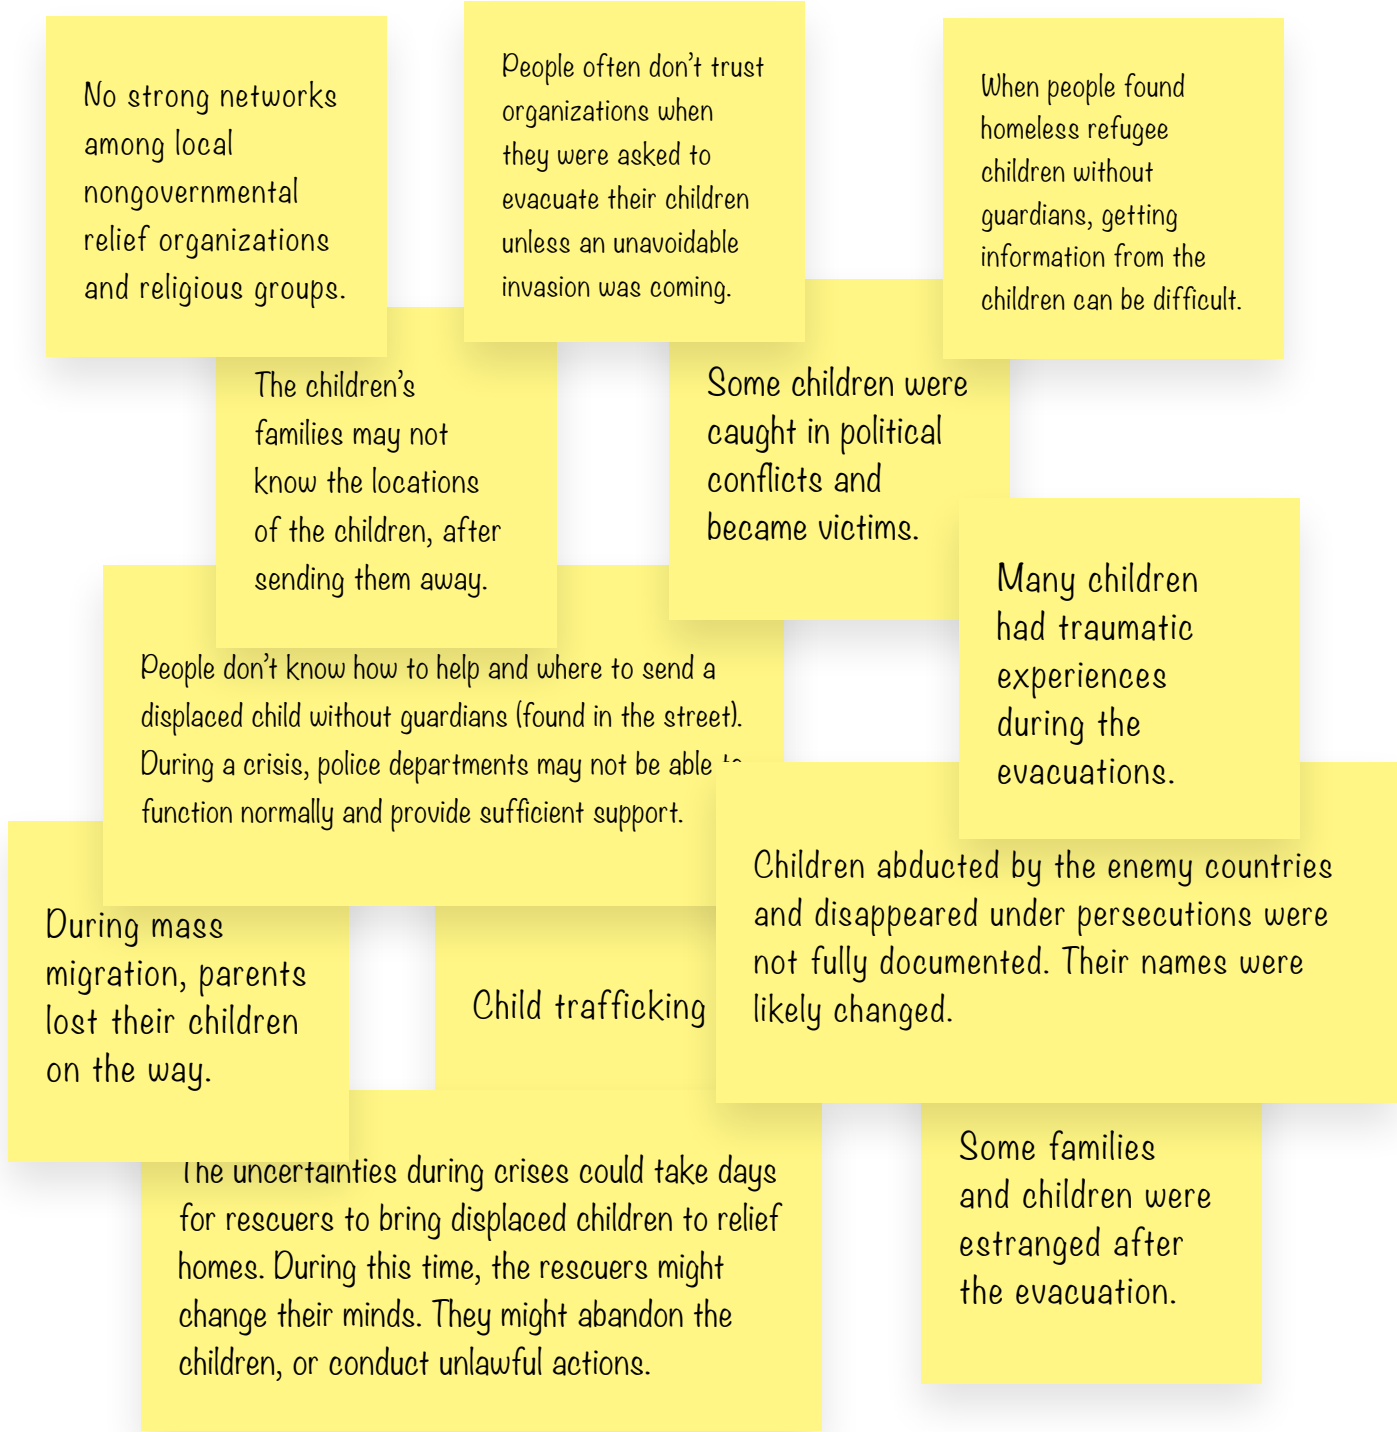 No strong networks
among local
nongovernmental
relief organizations
and religious groups.
People often don't trust
organizations when
they were asked to
evacuate their children
unless an unavoidable
invasion was coming.
When people found
homeless refugee
children without
guardians, getting
information from the
children can be difficult.
The children's
families may not
know the locations
of the children, after
sending them away.
Some children were
caught in political
conflicts and
became victims.
Many children
had traumatic
experiences
during the
evacuations.
People don't know how to help and where to send a
displaced child without guardians (found in the street).
During a crisis, police departments may not be able to
function normally and provide sufficient support.
Children abducted by the enemy countries
and disappeared under persecutions were
not fully documented. Their names were
likely changed.
During mass
migration, parents
lost their children
on the way.
Child trafficking
The uncertainties during crises could take days
for rescuers to bring displaced children to relief
homes. During this time, the rescuers might
change their minds. They might abandon the
children, or conduct unlawful actions.
Some families
and children were
estranged after
the evacuation.